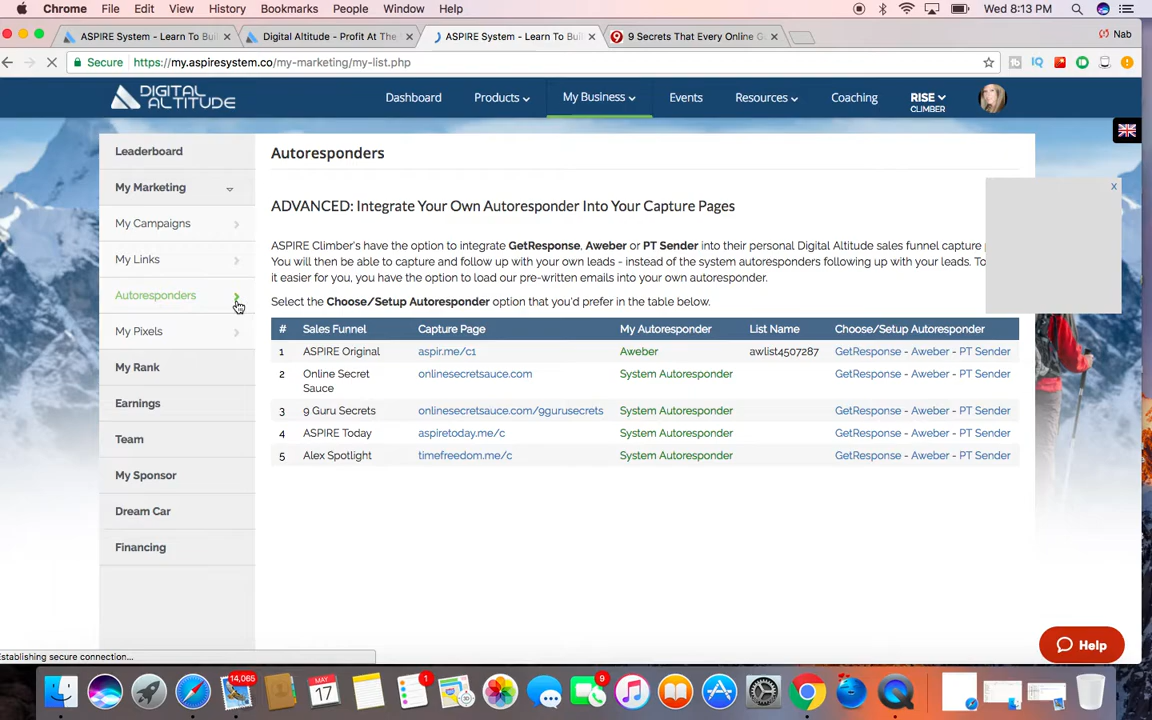 Chrome File Edit View History Bookmarks People Window Help Wed 8:13 PM
ASPIRE System - Learn To Bui × Digital Altitude - Profit At The × ASPIRE System - Learn To Bui × 9 Secrets That Every Online G × Nab
Secure https://my.aspiresystem.co/my-marketing/my-list.php
DIGITAL ALTITUDE Dashboard Products My Business Events Resources Coaching RISE CLIMBER
Leaderboard
My Marketing
My Campaigns
My Links
Autoresponders
My Pixels
My Rank
Earnings
Team
My Sponsor
Dream Car
Financing
Autoresponders
X
ADVANCED: Integrate Your Own Autoresponder Into Your Capture Pages
ASPIRE Climber's have the option to integrate GetResponse, Aweber or PT Sender into their personal Digital Altitude sales funnel capture
You will then be able to capture and follow up with your own leads - instead of the system autoresponders following up with your leads. To
it easier for you, you have the option to load our pre-written emails into your own autoresponder.
Select the Choose/Setup Autoresponder option that you'd prefer in the table below.
# Sales Funnel Capture Page My Autoresponder List Name Choose/Setup Autoresponder
1 ASPIRE Original aspir.me/c1 Aweber awlist4507287 GetResponse - Aweber - PT Sender
2 Online Secret Sauce onlinesecretsauce.com System Autoresponder GetResponse - Aweber - PT Sender
3 9 Guru Secrets onlinesecretsauce.com/9gurusecrets System Autoresponder GetResponse - Aweber - PT Sender
4 ASPIRE Today aspiretoday.me/c System Autoresponder GetResponse - Aweber - PT Sender
5 Alex Spotlight timefreedom.me/c System Autoresponder GetResponse - Aweber - PT Sender
Help
Establishing secure connection...
14,065 MAY 17 1 9